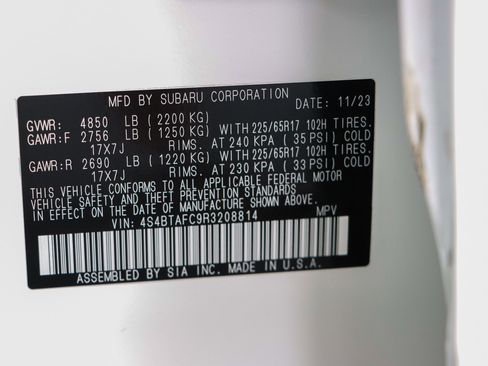 MFD BY SUBARU CORPORATION DATE: 11/23
GVWR: 4850 LB (2200 KG)
GAWR:F 2756 LB (1250 KG) WITH 225/65R17 102H TIRES.
17X7J RIMS. AT 240 KPA (35 PSI) COLD
GAWR:R 2690 LB (1220 KG) WITH 225/65R17 102H TIRES.
17X7J RIMS. AT 230 KPA (33 PSI) COLD
THIS VEHICLE CONFORMS TO ALL APPLICABLE FEDERAL MOTOR
VEHICLE SAFETY AND THEFT PREVENTION STANDARDS
IN EFFECT ON THE DATE OF MANUFACTURE SHOWN ABOVE.
VIN: 4S4BTAFC9R3208814 MPV
ASSEMBLED BY SIA INC. MADE IN U.S.A.